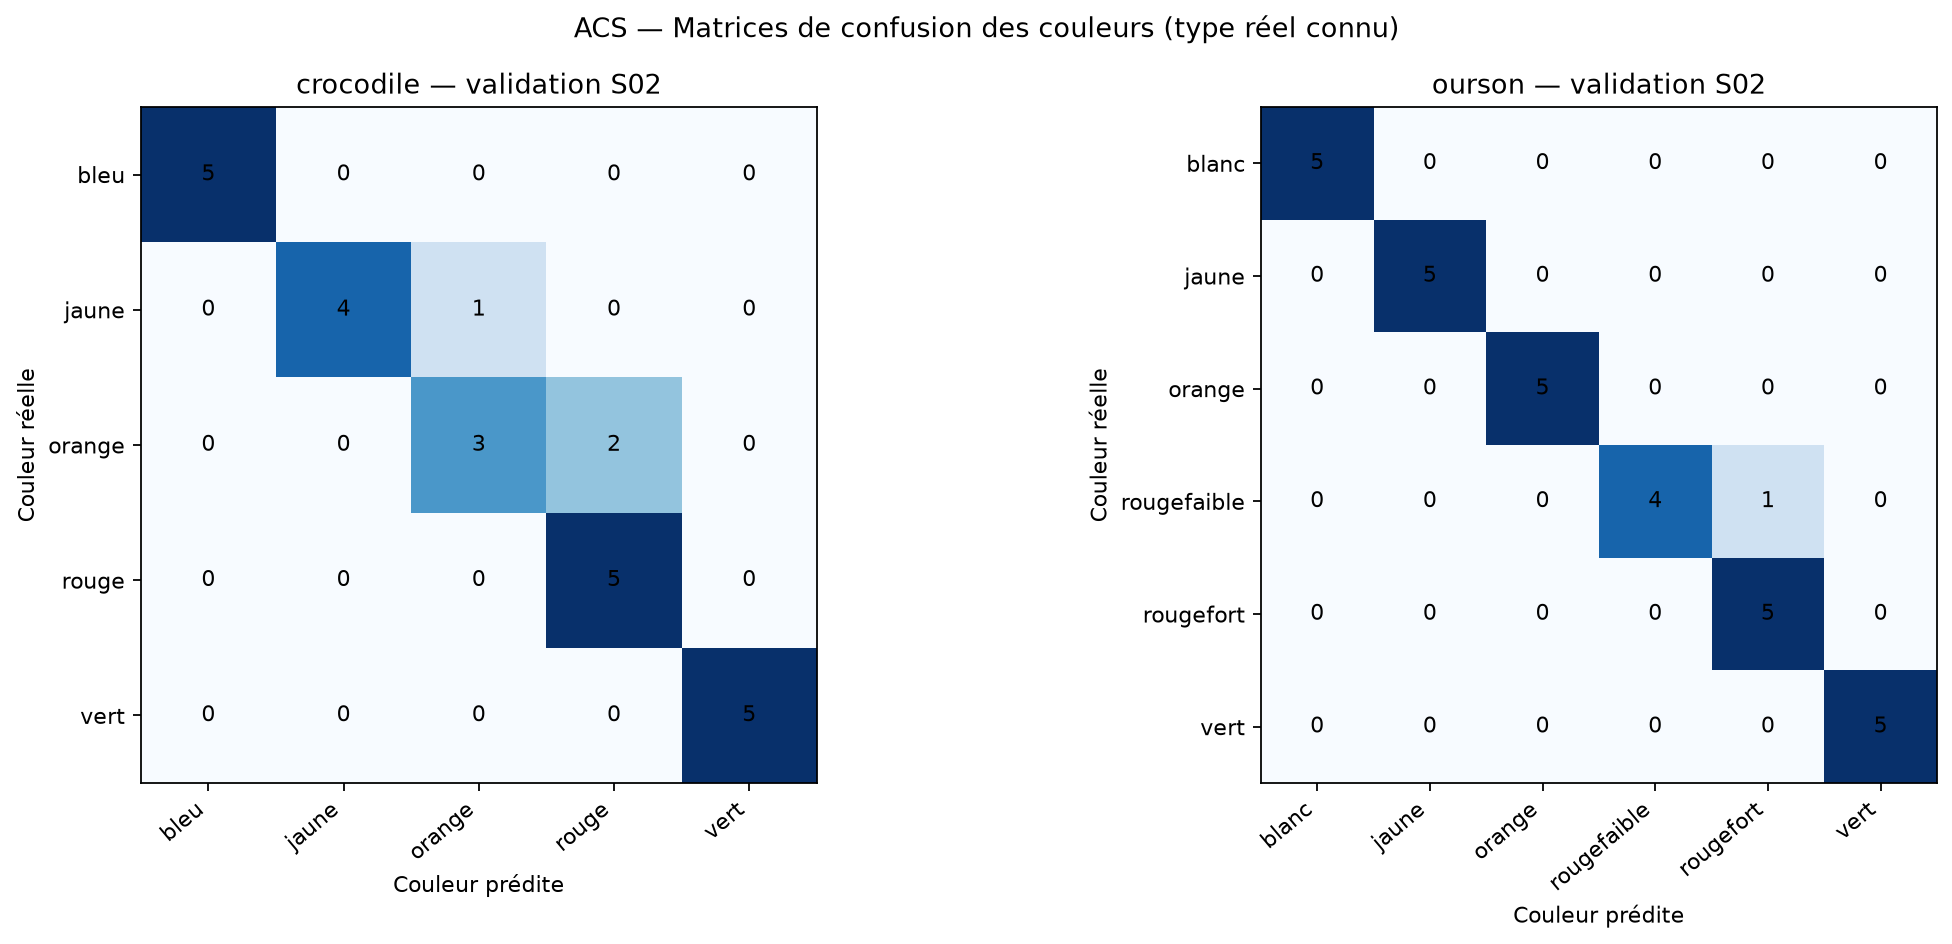 ACS — Matrices de confusion des couleurs (type réel connu)
crocodile — validation S02
Couleur réelle
bleu 5 0 0 0 0
jaune 0 4 1 0 0
orange 0 0 3 2 0
rouge 0 0 0 5 0
vert 0 0 0 0 5
bleu jaune orange rouge vert
Couleur prédite
ourson — validation S02
Couleur réelle
blanc 5 0 0 0 0 0
jaune 0 5 0 0 0 0
orange 0 0 5 0 0 0
rougefaible 0 0 0 4 1 0
rougefort 0 0 0 0 5 0
vert 0 0 0 0 0 5
blanc jaune orange rougefaible rougefort vert
Couleur prédite